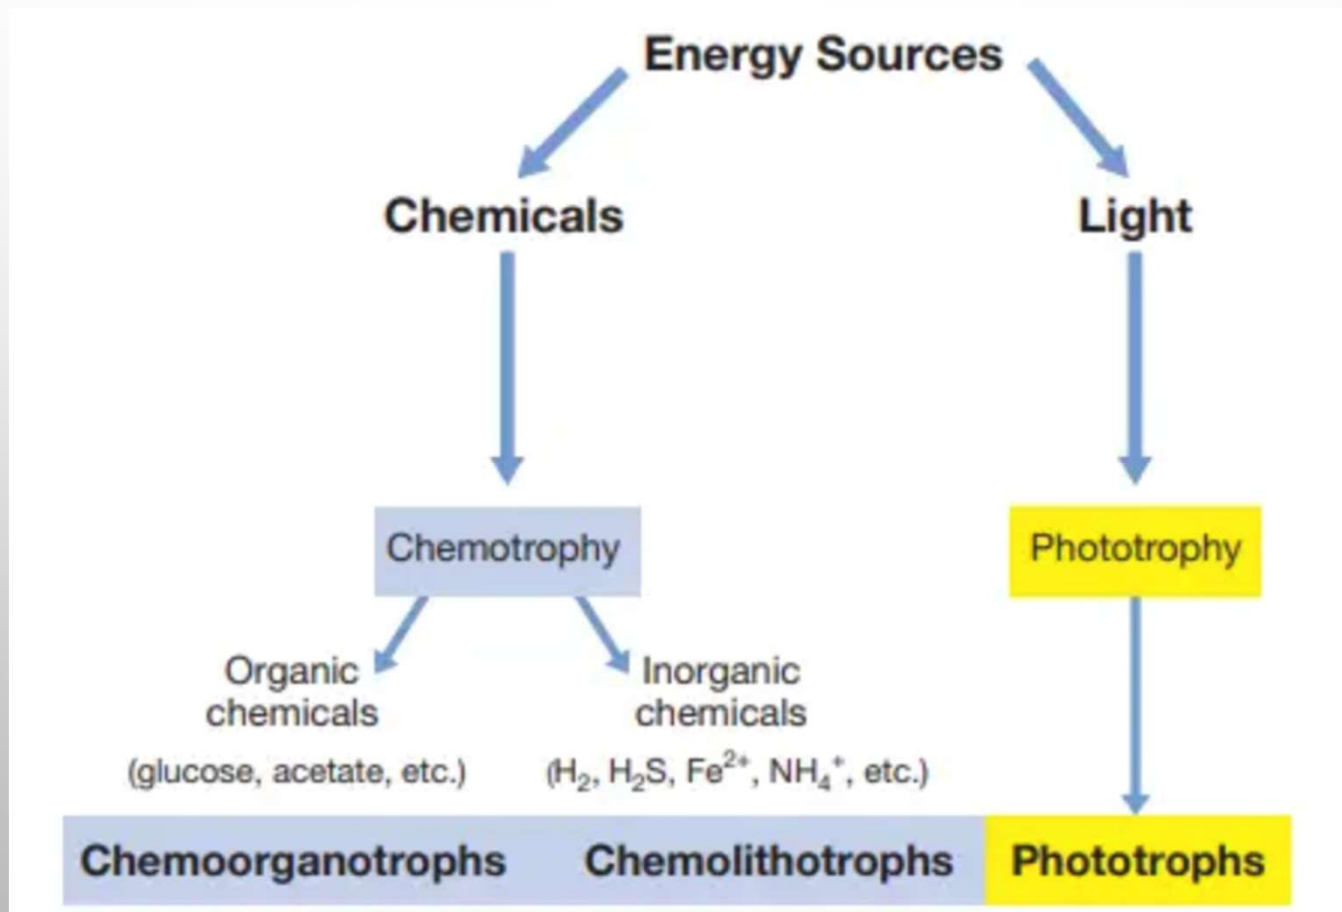 Energy Sources
Chemicals
Light
Chemotrophy
Phototrophy
Organic
chemicals
(glucose, acetate, etc.)
Inorganic
chemicals
(H₂, H₂S, Fe²⁺, NH₄⁺, etc.)
Chemoorganotrophs
Chemolithotrophs
Phototrophs